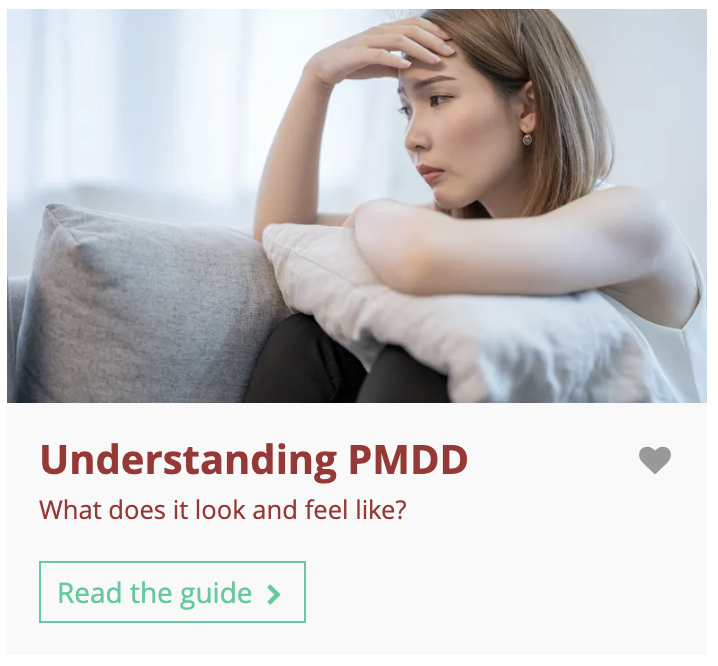 Understanding PMDD
What does it look and feel like?
Read the guide